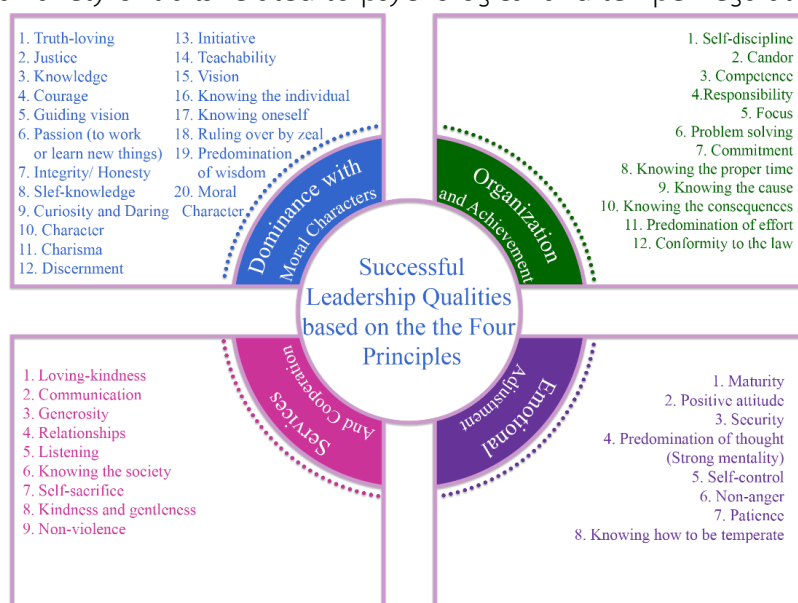 related to psychological and
1. Truth-loving
2. Justice
3. Knowledge
4. Courage
5. Guiding vision
6. Passion (to work
or learn new things)
7. Integrity/ Honesty
8. Slef-knowledge
9. Curiosity and Daring
10. Character
11. Charisma
12. Discernment
13. Initiative
14. Teachability
15. Vision
16. Knowing the individual
17. Knowing oneself
18. Ruling over by zeal
19. Predomination
of wisdom
20. Moral
Character
Dominance with
Moral Characters
1. Self-discipline
2. Candor
3. Competence
4.Responsibility
5. Focus
6. Problem solving
7. Commitment
8. Knowing the proper time
9. Knowing the cause
10. Knowing the consequences
11. Predomination of effort
12. Conformity to the law
Organization
and Achievement
Successful
Leadership Qualities
based on the the Four
Principles
1. Loving-kindness
2. Communication
3. Generosity
4. Relationships
5. Listening
6. Knowing the society
7. Self-sacrifice
8. Kindness and gentleness
9. Non-violence
Services
And Cooperation
Emotional
Adjustment
1. Maturity
2. Positive attitude
3. Security
4. Predomination of thought
(Strong mentality)
5. Self-control
6. Non-anger
7. Patience
8. Knowing how to be temperate